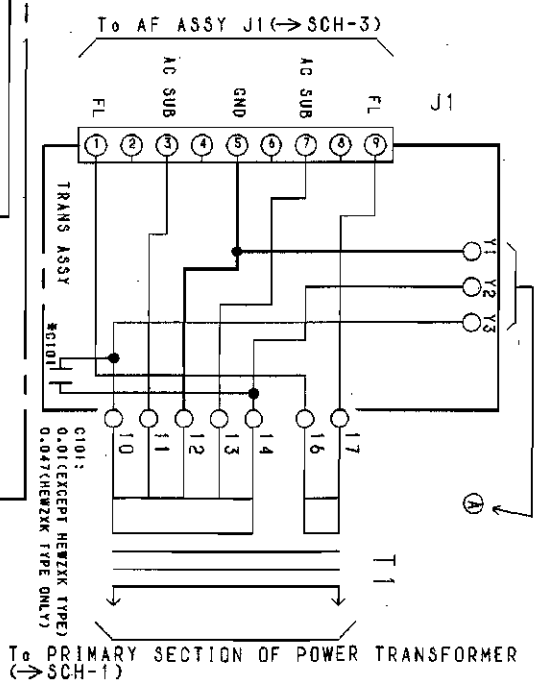 To AF ASSY J1(→SCH-3)
FL
AC SUB
GND
AC SUB
FL
J1
1 2 3 4 5 6 7 8 9
TRANS ASSY
Y1
Y2
Y3
*C101
10 11 12 13 14 16 17
C101:
0.01(EXCEPT HEWZXK TYPE)
0.047(HEWZXK TYPE ONLY)
A
T1
To PRIMARY SECTION OF POWER TRANSFORMER
(→SCH-1)